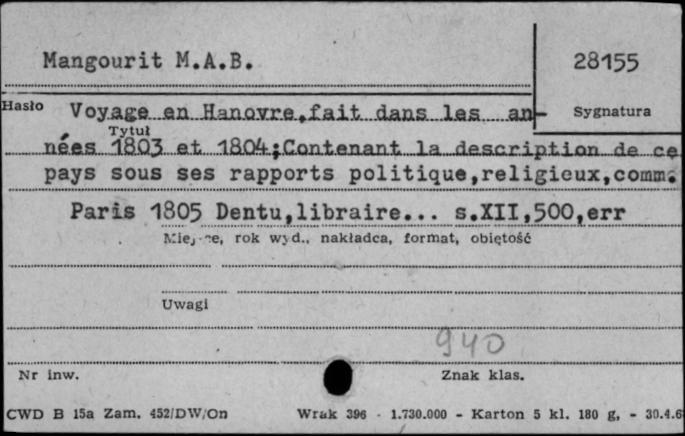 Mangourit M.A.B.
28155
Hasło
Voyage en Hanovre,fait dans les an-
Sygnatura
Tytuł
nées 1803 et 1804;Contenant la description de ce
pays sous ses rapports politique,religieux,comm.
Paris 1805 Dentu,libraire... s.XII,500,err
Miejsce, rok wyd., nakładca, format, objętość
Uwagi
940
Nr inw.
Znak klas.
CWD B 15a Zam. 452/DW/On Wrak 396 - 1.730.000 - Karton 5 kl. 180 g, - 30.4.6